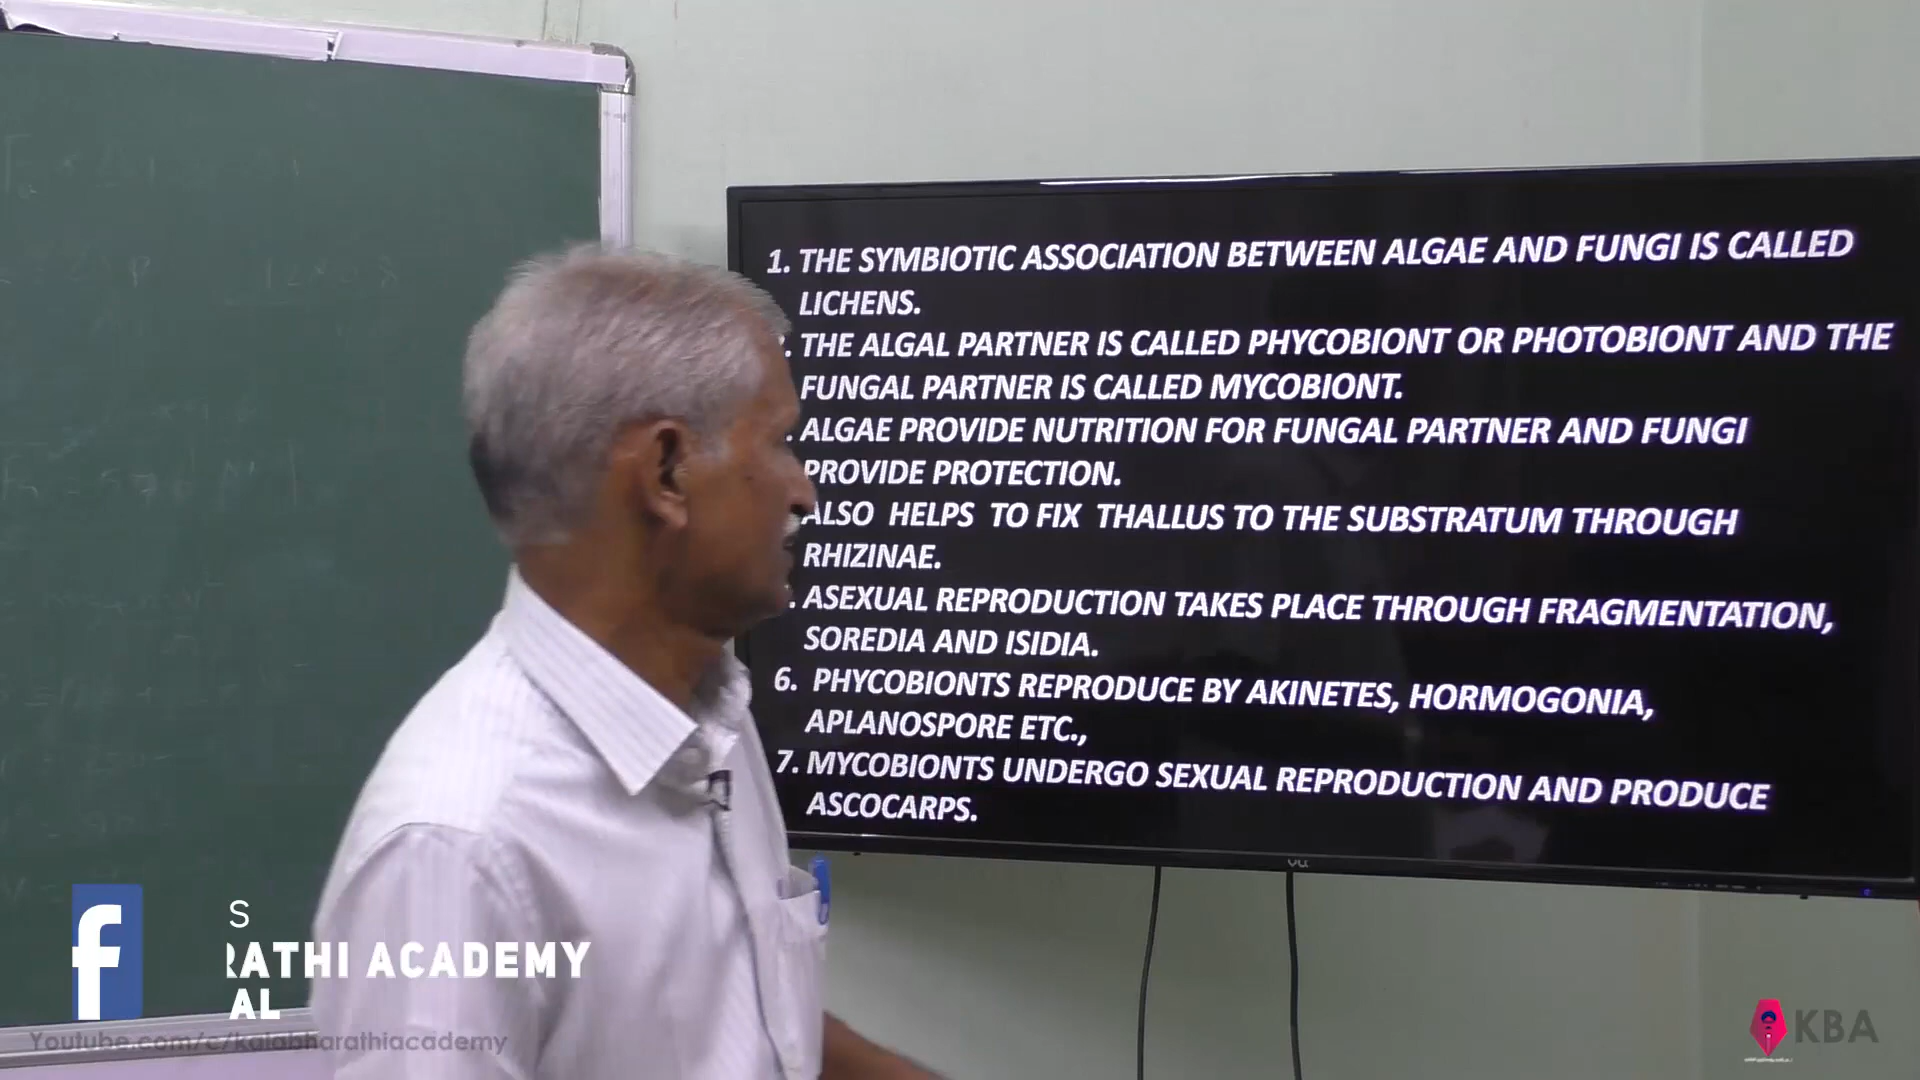 1. THE SYMBIOTIC ASSOCIATION BETWEEN ALGAE AND FUNGI IS CALLED
LICHENS.
. THE ALGAL PARTNER IS CALLED PHYCOBIONT OR PHOTOBIONT AND THE
FUNGAL PARTNER IS CALLED MYCOBIONT.
. ALGAE PROVIDE NUTRITION FOR FUNGAL PARTNER AND FUNGI
PROVIDE PROTECTION.
ALSO HELPS TO FIX THALLUS TO THE SUBSTRATUM THROUGH
RHIZINAE.
. ASEXUAL REPRODUCTION TAKES PLACE THROUGH FRAGMENTATION,
SOREDIA AND ISIDIA.
6. PHYCOBIONTS REPRODUCE BY AKINETES, HORMOGONIA,
APLANOSPORE ETC.,
7. MYCOBIONTS UNDERGO SEXUAL REPRODUCTION AND PRODUCE
ASCOCARPS.
f
S
RATHI ACADEMY
AL
Youtube.com/c/kalabharathiacademy
KBA